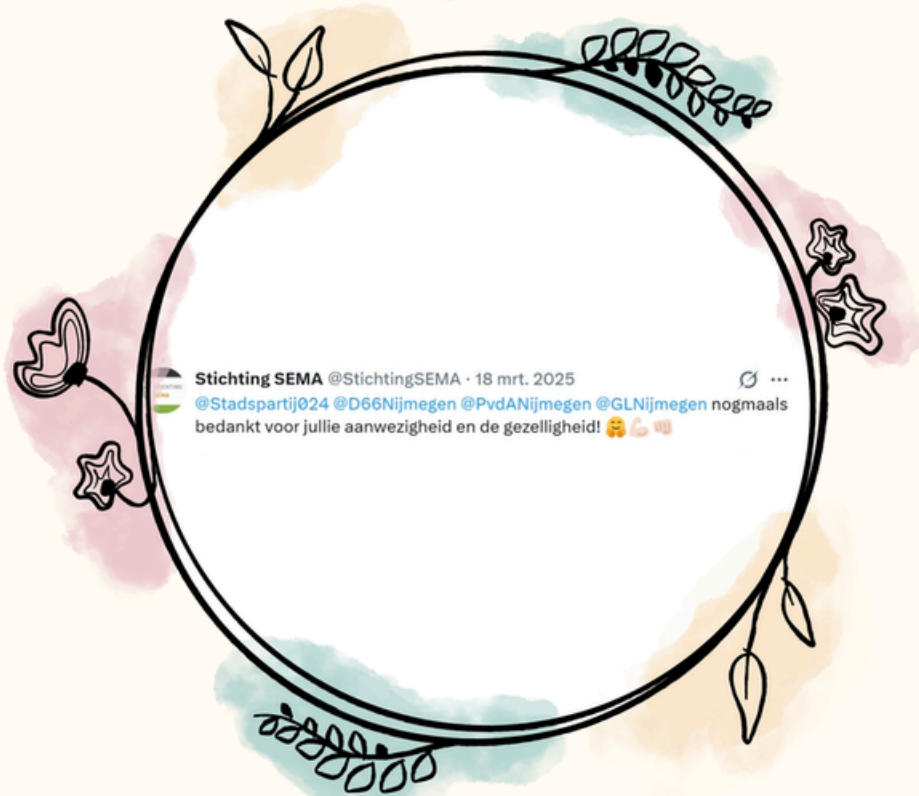 Stichting SEMA @StichtingSEMA · 18 mrt. 2025
@Stadspartij024 @D66Nijmegen @PvdANijmegen @GLNijmegen nogmaals
bedankt voor jullie aanwezigheid en de gezelligheid! 🤗💪🏻👊🏻